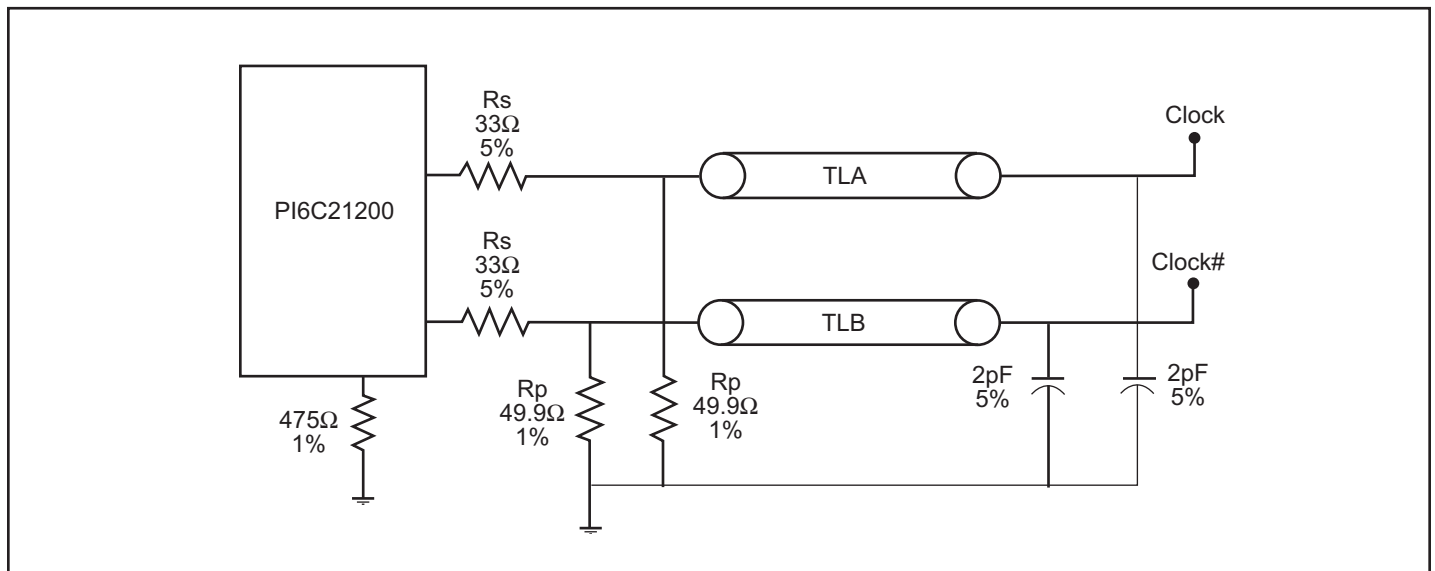 PI6C21200
Rs
33Ω
5%
TLA
Clock
Rs
33Ω
5%
TLB
Clock#
475Ω
1%
Rp
49.9Ω
1%
Rp
49.9Ω
1%
2pF
5%
2pF
5%